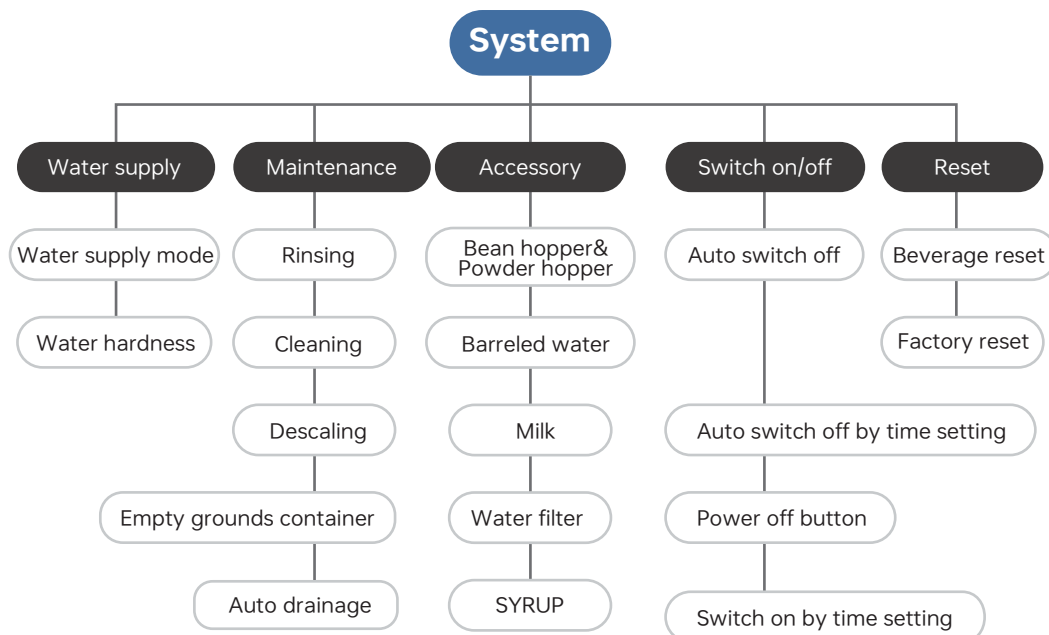 System
Water supply
Maintenance
Accessory
Switch on/off
Reset
Water supply mode
Rinsing
Bean hopper&
Powder hopper
Auto switch off
Beverage reset
Water hardness
Cleaning
Barreled water
Factory reset
Descaling
Milk
Auto switch off by time setting
Empty grounds container
Water filter
Power off button
Auto drainage
SYRUP
Switch on by time setting